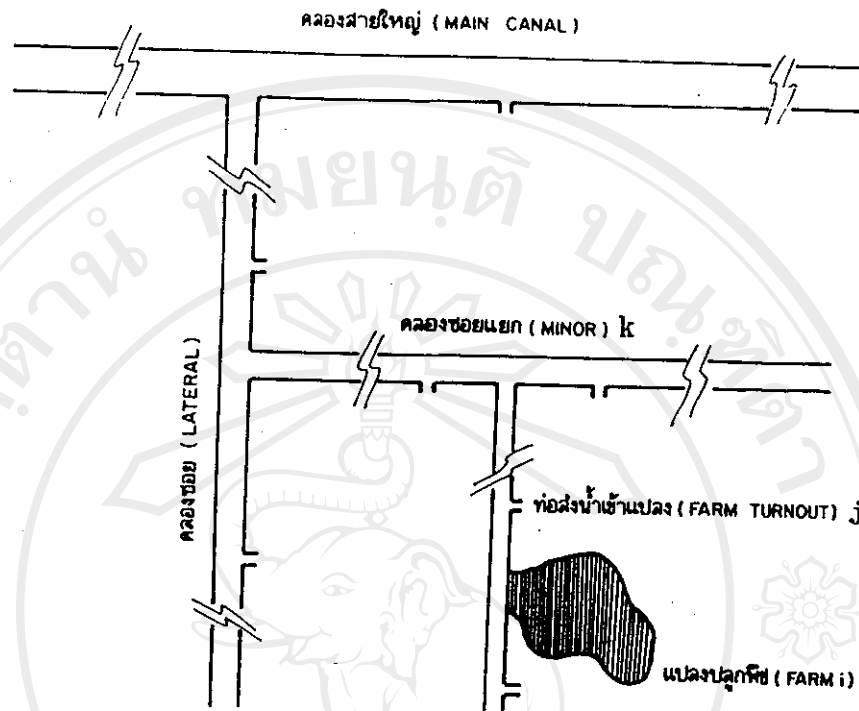 คลองสายใหญ่ (MAIN CANAL)
คลองซอยแยก (MINOR) k
คลองซอย (LATERAL)
ท่อส่งน้ำเข้าแปลง (FARM TURNOUT) j
แปลงปลูกพืช (FARM i)